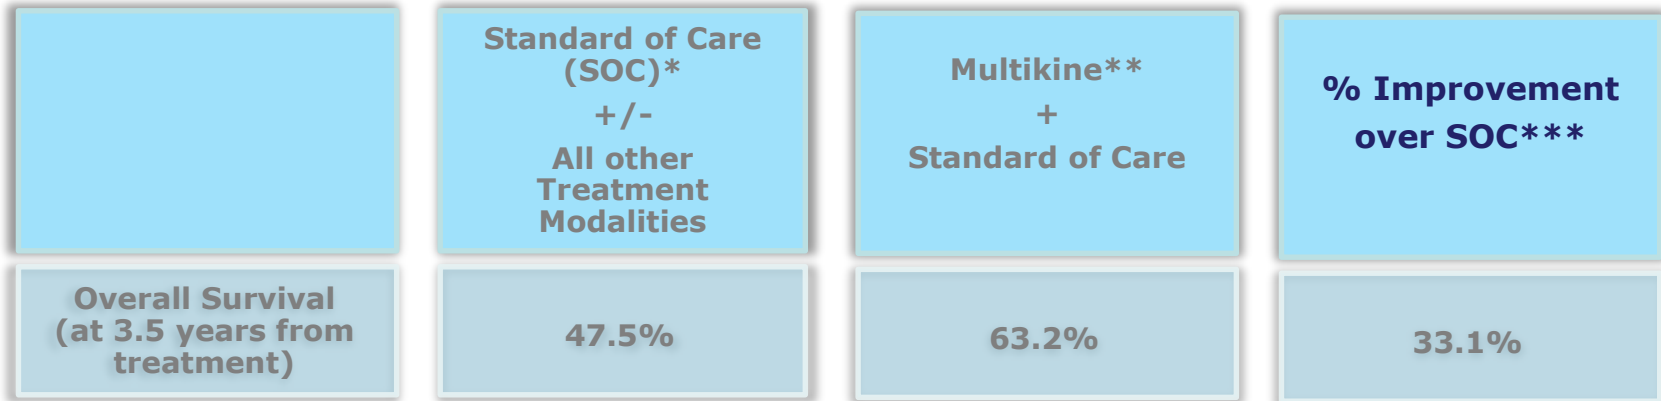 Standard of Care
(SOC)*
+/-
All other
Treatment
Modalities
Multikine**
+
Standard of Care
% Improvement
over SOC***
Overall Survival
(at 3.5 years from
treatment)
47.5%
63.2%
33.1%